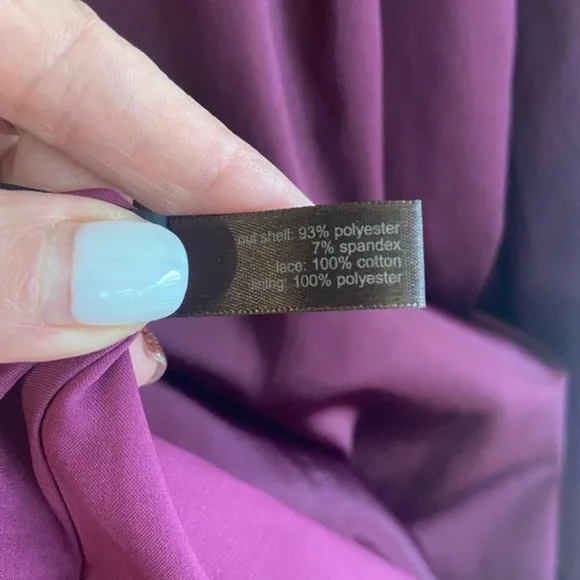 out shell: 93% polyester
7% spandex
lace: 100% cotton
lining: 100% polyester